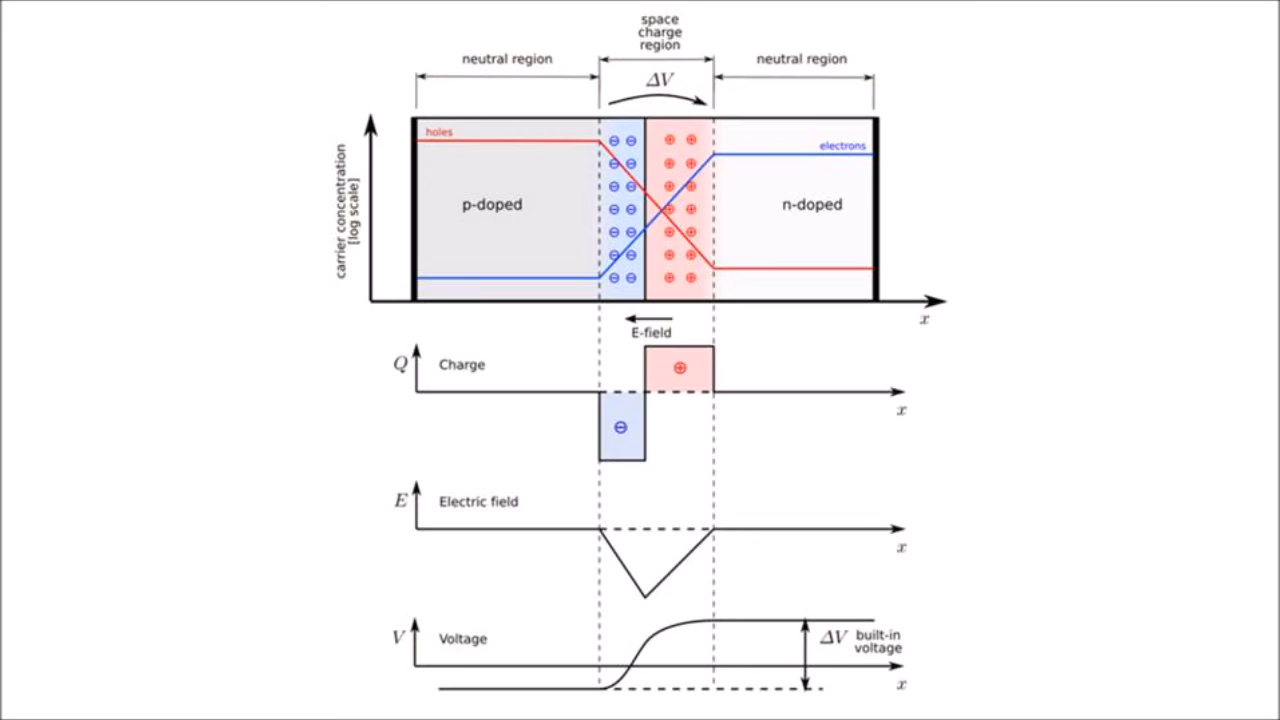 space
charge
region
neutral region
neutral region
ΔV
holes
electrons
carrier concentration
[log scale]
p-doped
n-doped
x
E-field
Q
Charge
x
E
Electric field
x
V
Voltage
ΔV built-in
voltage
x